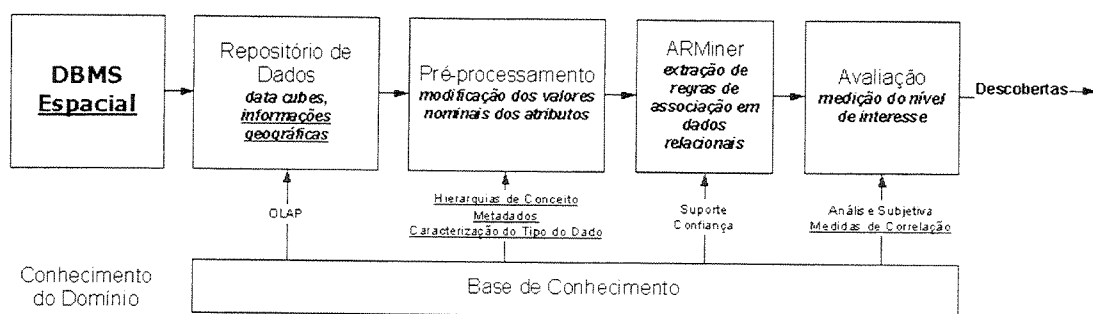 DBMS
Espacial
Repositório de
Dados
data cubes,
informações
geográficas
Pré-processamento
modificação dos valores
nominais dos atributos
ARMiner
extração de
regras de
associação em
dados
relacionais
Avaliação
medição do nível
de interesse
Descobertas
OLAP
Hierarquias de Conceito
Metadados
Caracterização do Tipo do Dado
Suporte
Confiança
Análise Subjetiva
Medidas de Correlação
Conhecimento
do Domínio
Base de Conhecimento